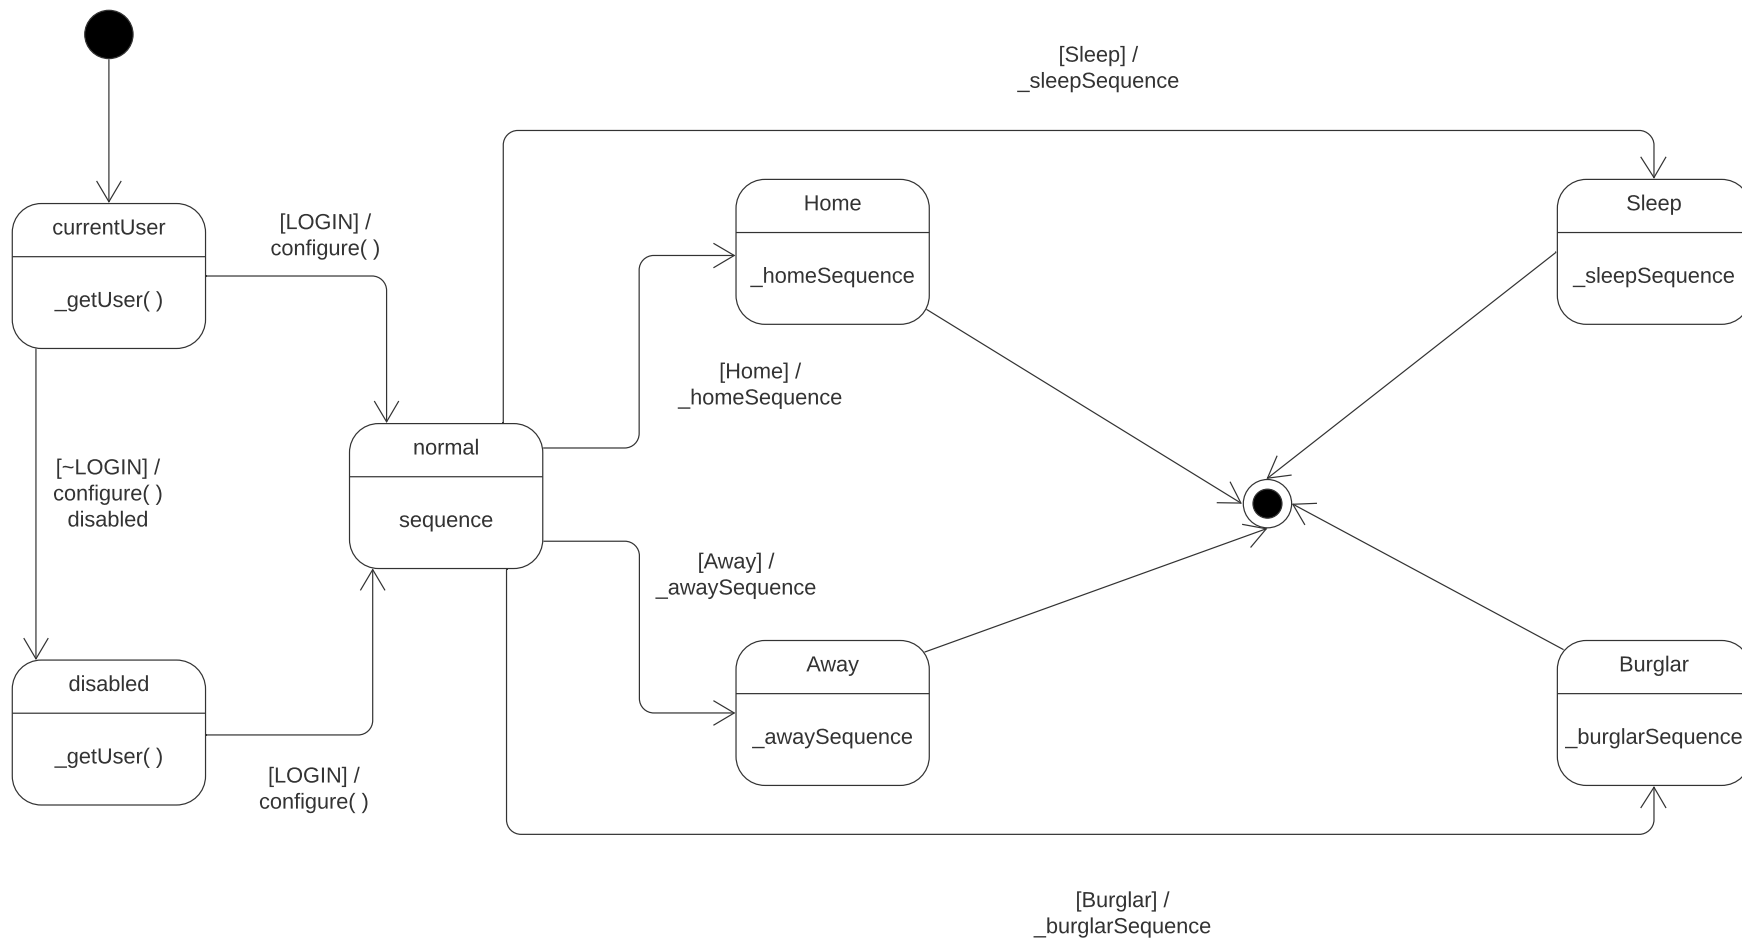 [Sleep] /
_sleepSequence
currentUser
_getUser( )
[LOGIN] /
configure( )
Home
_homeSequence
Sleep
_sleepSequence
[Home] /
_homeSequence
[~LOGIN] /
configure( )
disabled
normal
sequence
[Away] /
_awaySequence
disabled
_getUser( )
[LOGIN] /
configure( )
Away
_awaySequence
Burglar
_burglarSequence
[Burglar] /
_burglarSequence